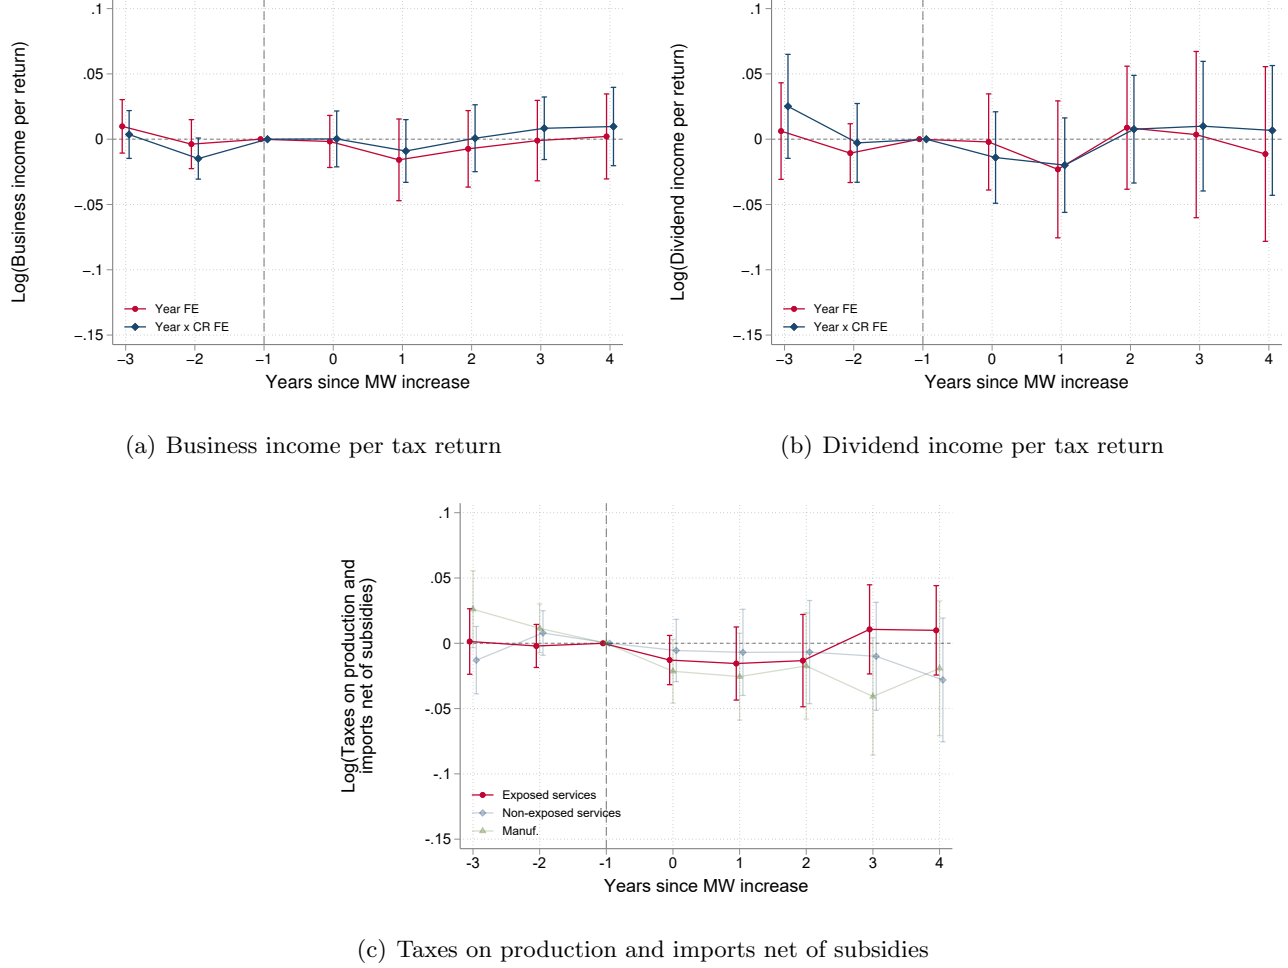 .1
.05
0
−.05
−.1
−.15
Log(Business income per return)
Year FE
Year x CR FE
−3 −2 −1 0 1 2 3 4
Years since MW increase
(a) Business income per tax return
.1
.05
0
−.05
−.1
−.15
Log(Dividend income per return)
Year FE
Year x CR FE
−3 −2 −1 0 1 2 3 4
Years since MW increase
(b) Dividend income per tax return
.1
.05
0
-.05
-.1
-.15
Log(Taxes on production and
imports net of subsidies)
Exposed services
Non-exposed services
Manuf.
-3 -2 -1 0 1 2 3 4
Years since MW increase
(c) Taxes on production and imports net of subsidies